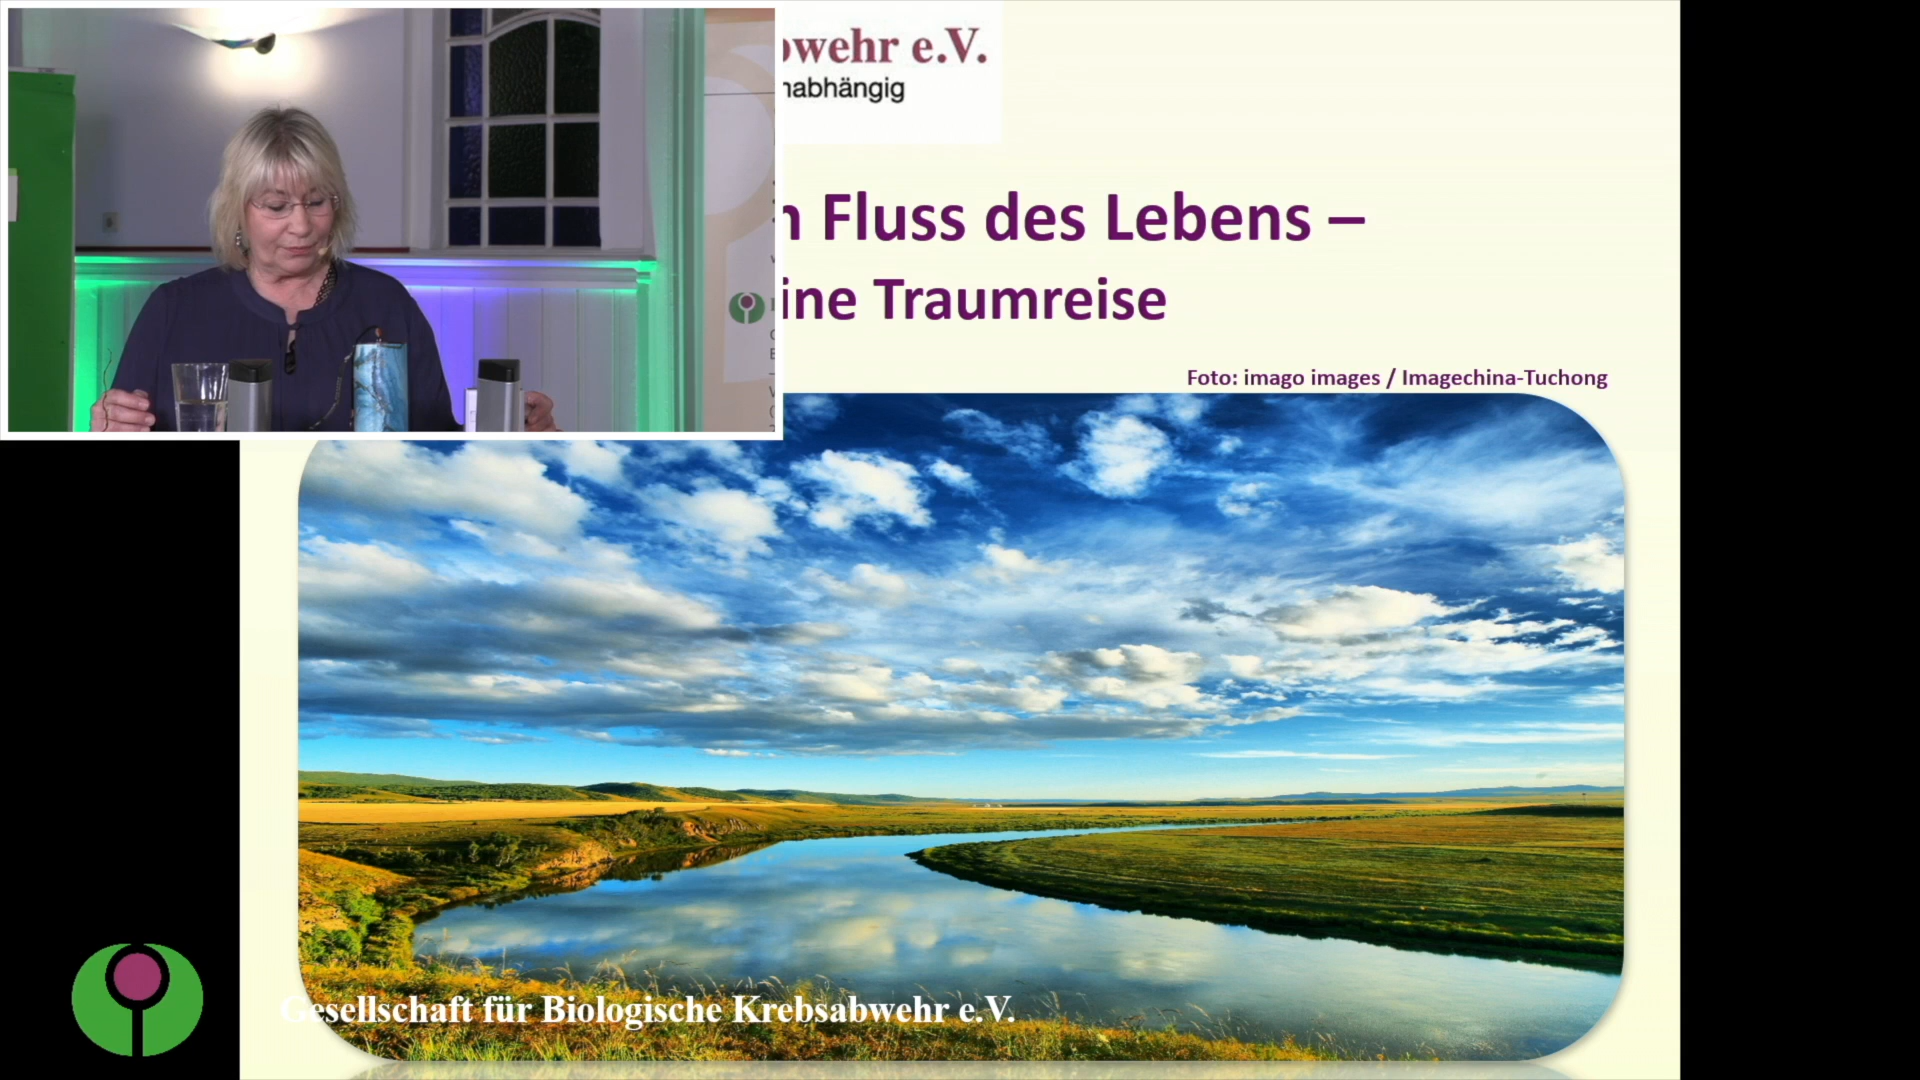 wehr e.V.
nabhängig
n Fluss des Lebens –
ine Traumreise
Foto: imago images / Imagechina-Tuchong
Gesellschaft für Biologische Krebsabwehr e.V.